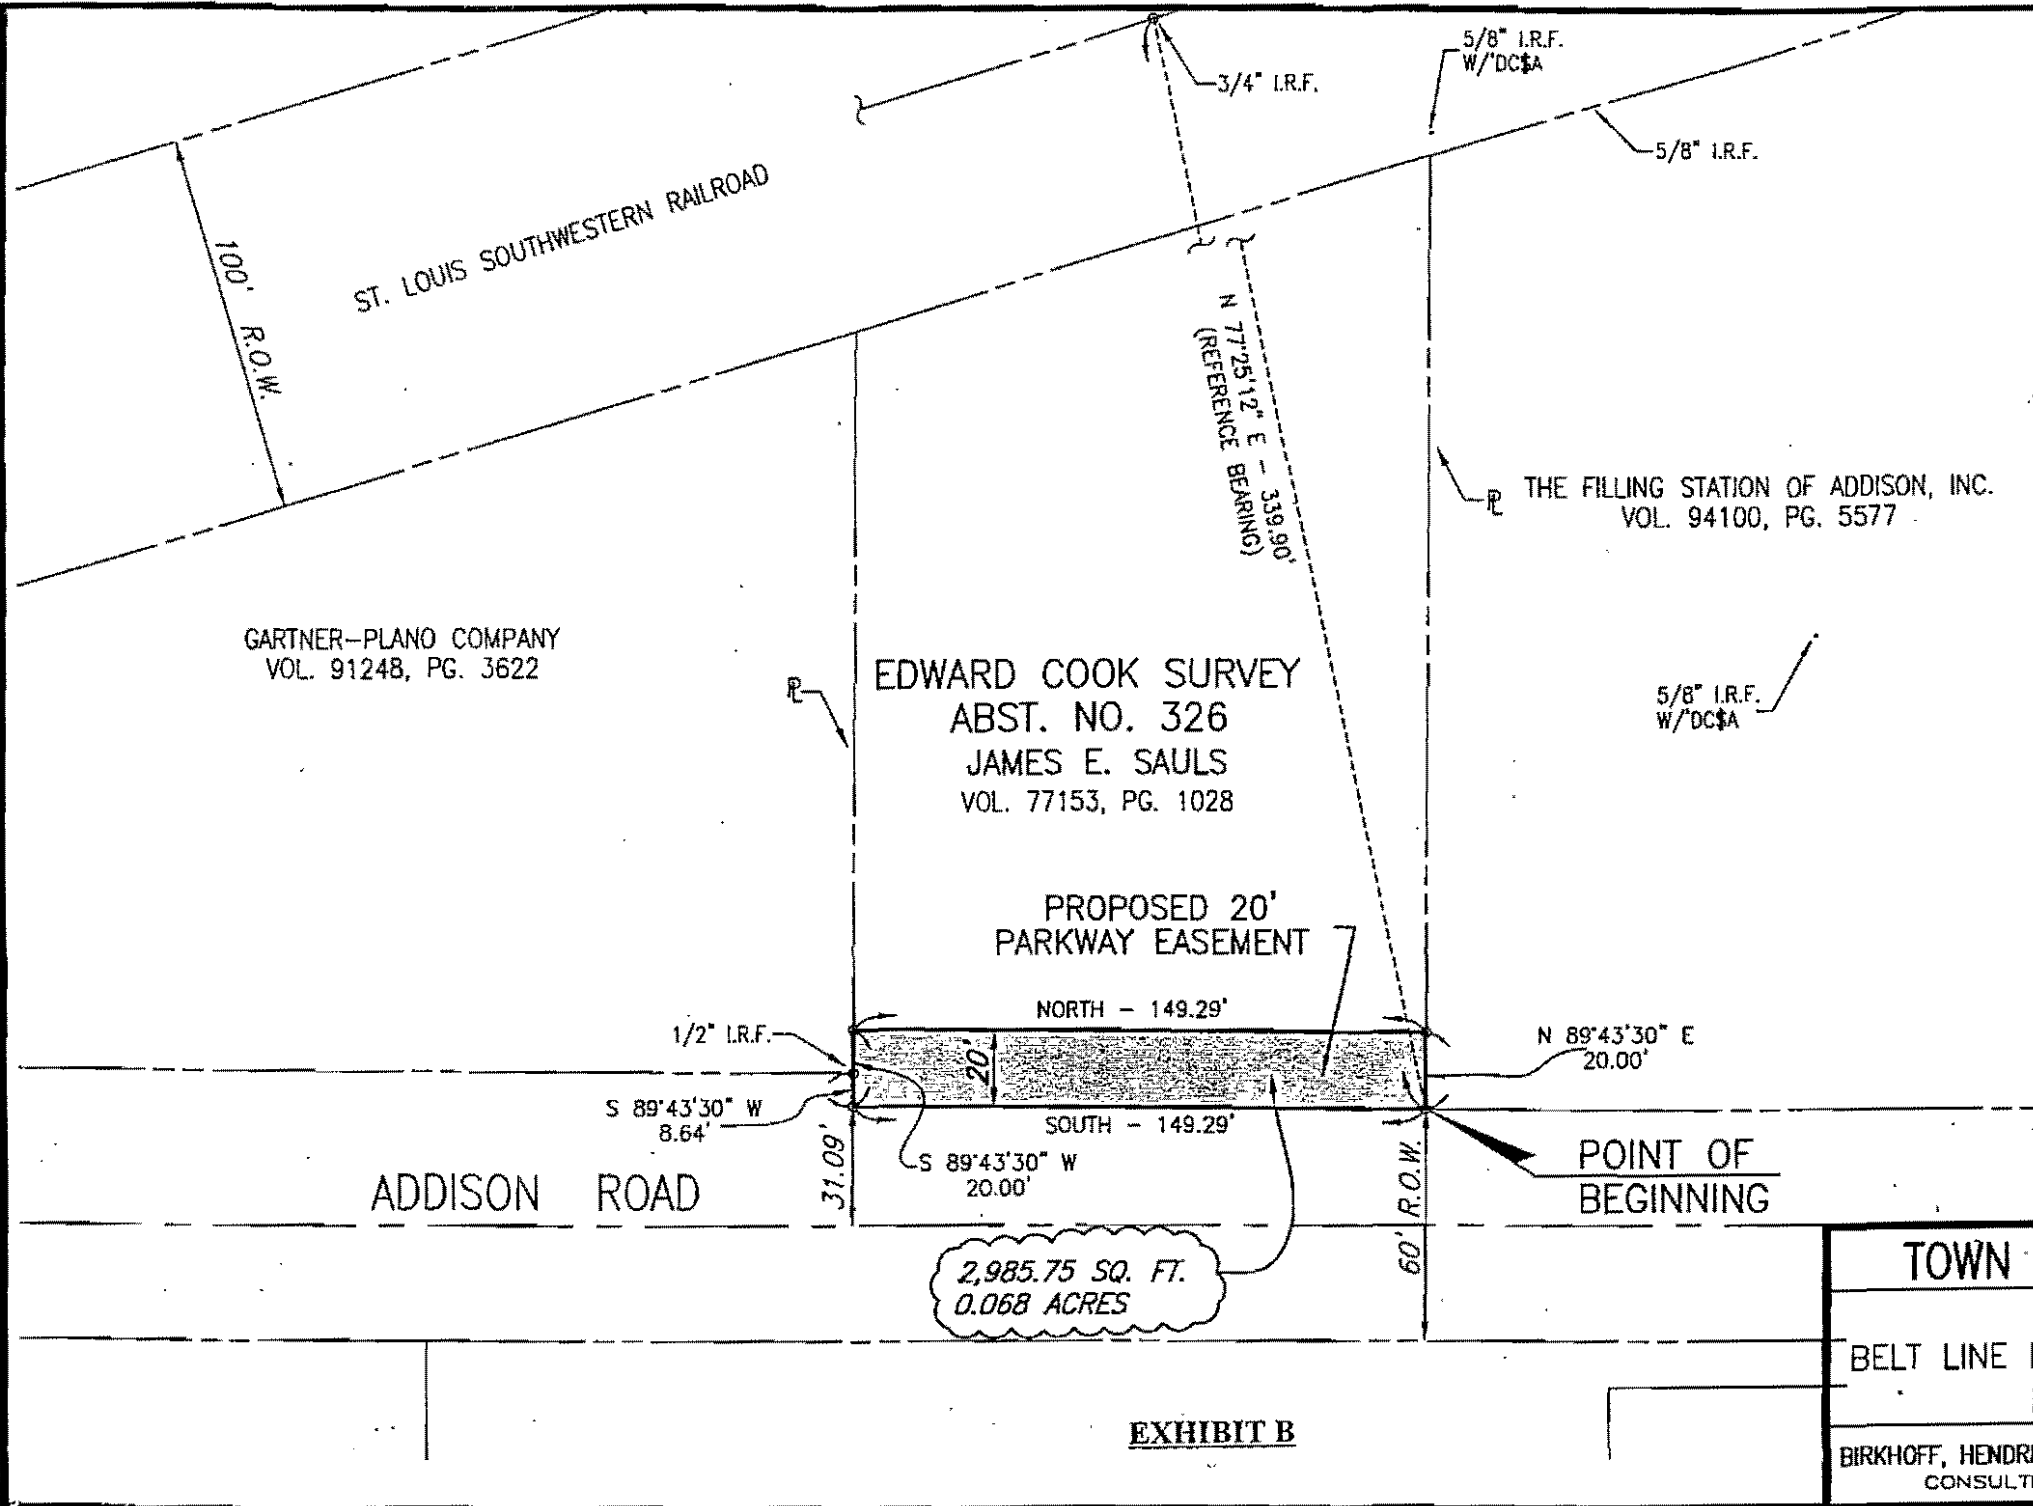 5/8" I.R.F.
W/"DC$A
3/4" I.R.F.
5/8" I.R.F.
ST. LOUIS SOUTHWESTERN RAILROAD
100' R.O.W.
N 77°25'12" E - 339.90'
(REFERENCE BEARING)
THE FILLING STATION OF ADDISON, INC.
VOL. 94100, PG. 5577
GARTNER-PLANO COMPANY
VOL. 91248, PG. 3622
EDWARD COOK SURVEY
ABST. NO. 326
JAMES E. SAULS
VOL. 77153, PG. 1028
5/8" I.R.F.
W/"DC$A
PROPOSED 20'
PARKWAY EASEMENT
NORTH - 149.29'
1/2" I.R.F.
20'
N 89°43'30" E
20.00'
S 89°43'30" W
8.64'
SOUTH - 149.29'
S 89°43'30" W
20.00'
31.09'
60' R.O.W.
POINT OF
BEGINNING
ADDISON ROAD
2,985.75 SQ. FT.
0.068 ACRES
TOWN
BELT LINE
EXHIBIT B
BIRKHOFF, HENDRI
CONSULTI